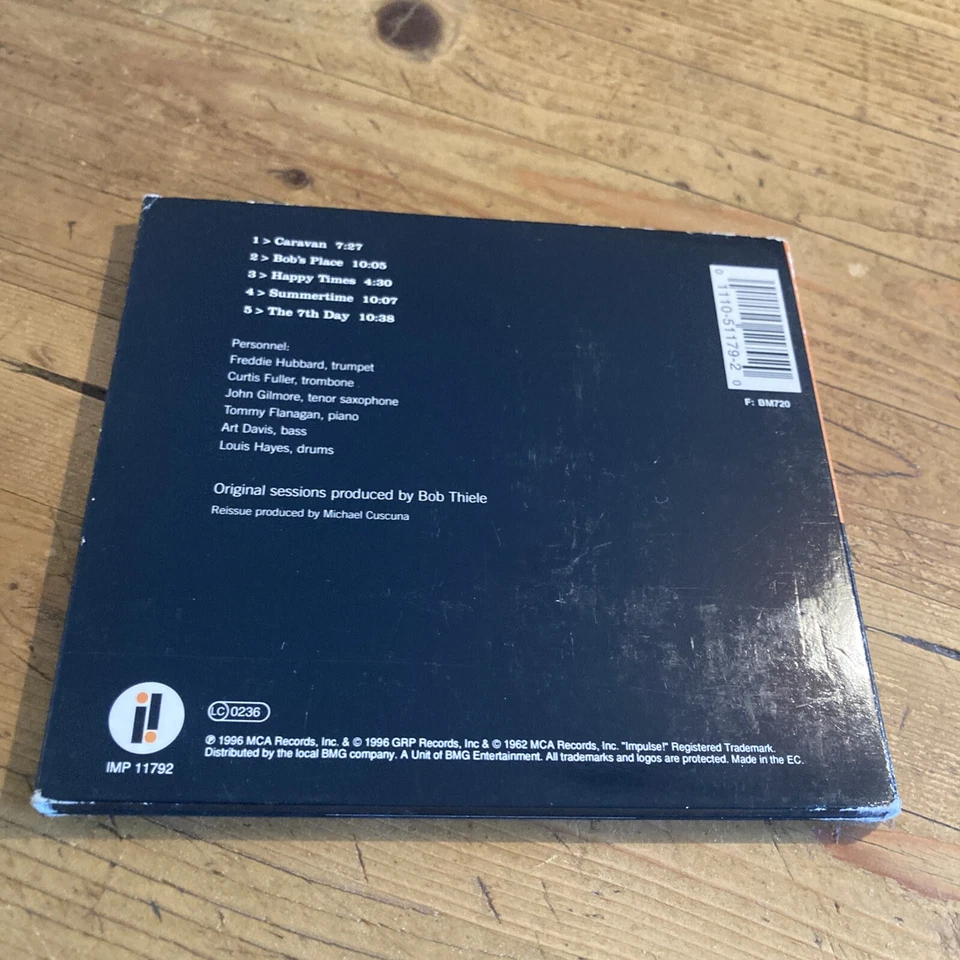 1 > Caravan 7:27
2 > Bob's Place 10:05
3 > Happy Times 4:30
4 > Summertime 10:07
5 > The 7th Day 10:38
Personnel:
Freddie Hubbard, trumpet
Curtis Fuller, trombone
John Gilmore, tenor saxophone
Tommy Flanagan, piano
Art Davis, bass
Louis Hayes, drums
Original sessions produced by Bob Thiele
Reissue produced by Michael Cuscuna
0 1110-51179-2 0
F: BM720
i!
IMP 11792
LC 0236
℗ 1996 MCA Records, Inc. & © 1996 GRP Records, Inc & © 1962 MCA Records, Inc. "Impulse!" Registered Trademark.
Distributed by the local BMG company. A Unit of BMG Entertainment. All trademarks and logos are protected. Made in the EC.